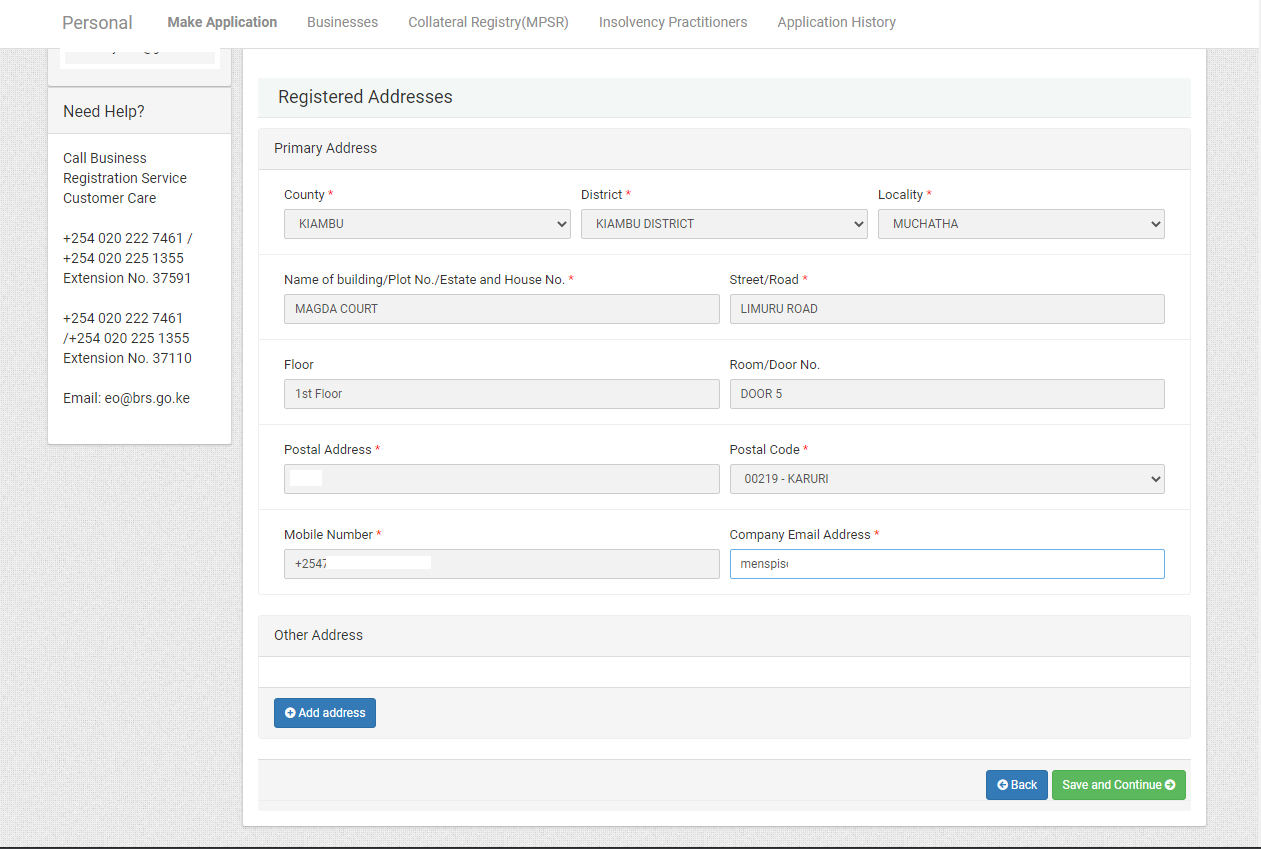 Personal Make Application Businesses Collateral Registry(MPSR) Insolvency Practitioners Application History
Need Help?
Call Business
Registration Service
Customer Care
+254 020 222 7461 /
+254 020 225 1355
Extension No. 37591
+254 020 222 7461
/+254 020 225 1355
Extension No. 37110
Email: eo@brs.go.ke
Registered Addresses
Primary Address
County * District * Locality *
KIAMBU KIAMBU DISTRICT MUCHATHA
Name of building/Plot No./Estate and House No. * Street/Road *
MAGDA COURT LIMURU ROAD
Floor Room/Door No.
1st Floor DOOR 5
Postal Address * Postal Code *
00219 - KARURI
Mobile Number * Company Email Address *
+2547 menspis
Other Address
Add address
Back Save and Continue